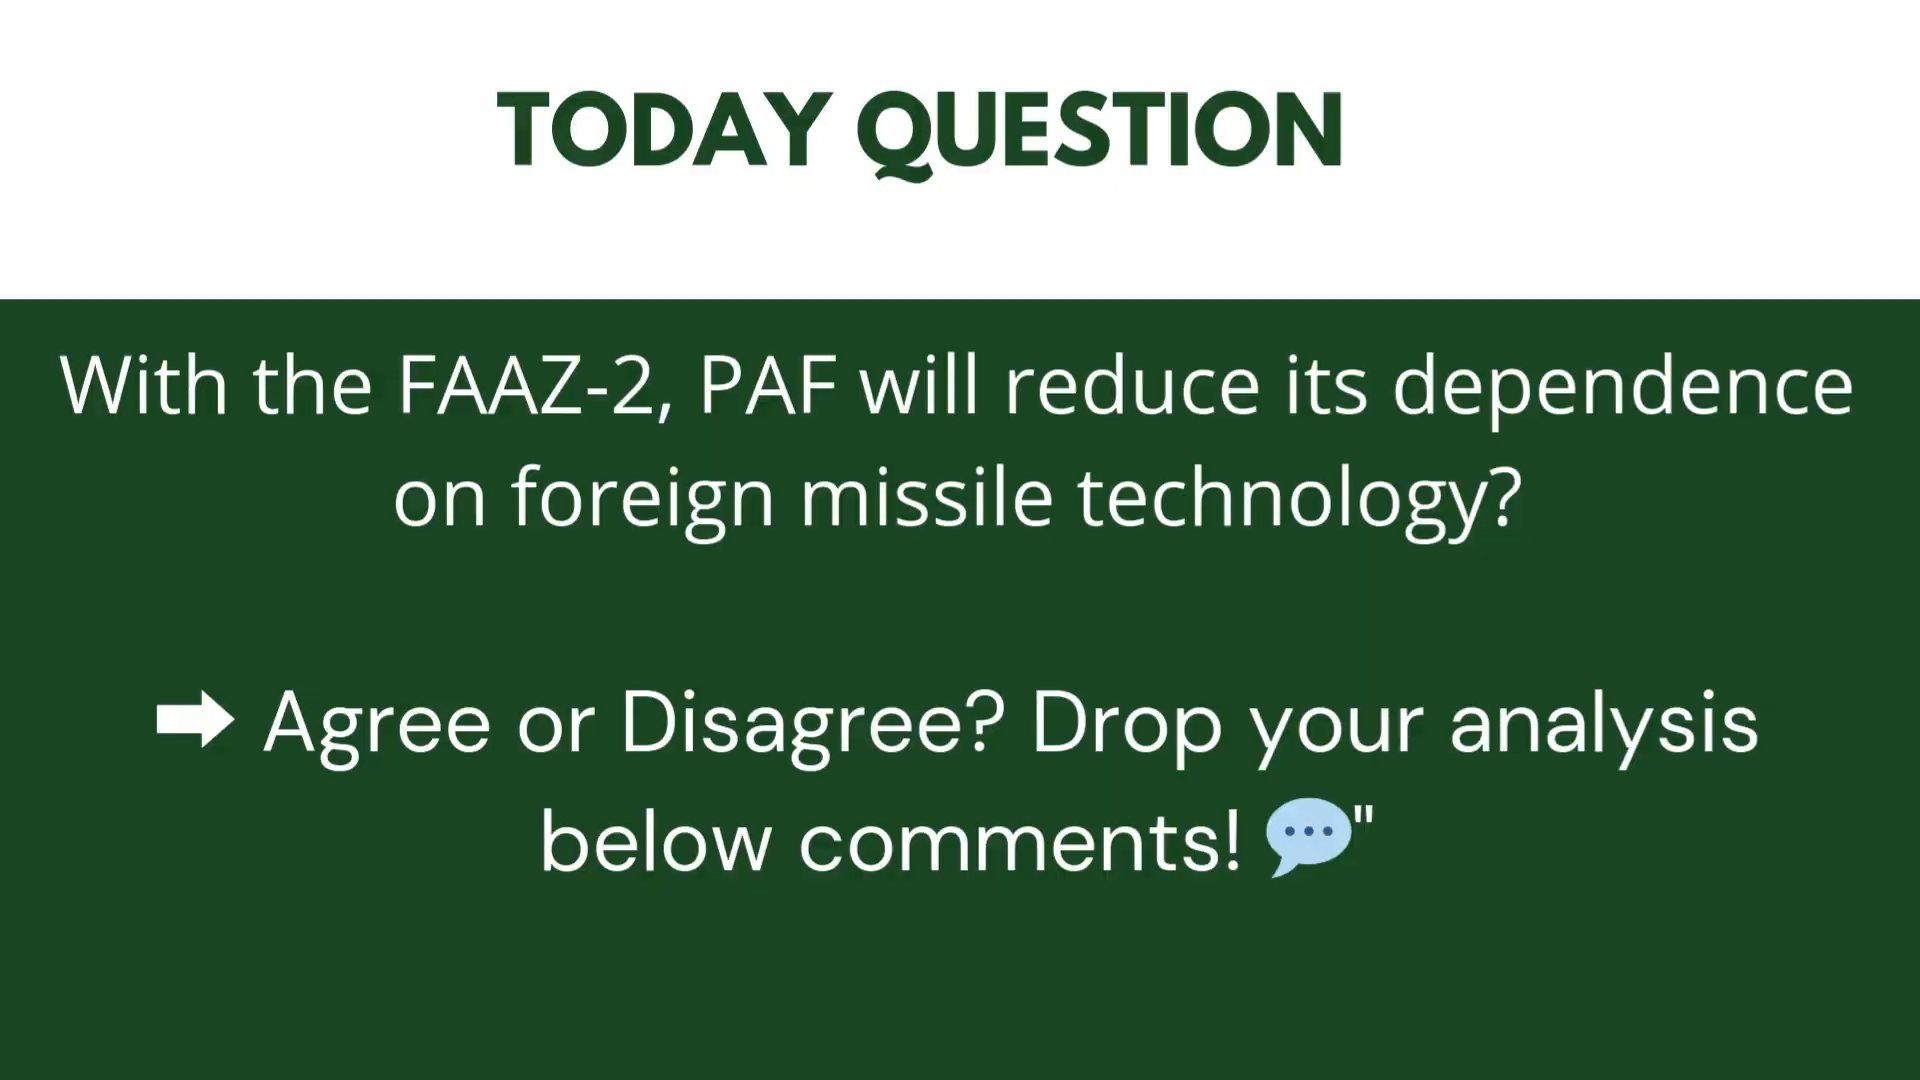 TODAY QUESTION
With the FAAZ-2, PAF will reduce its dependence
on foreign missile technology?
➡ Agree or Disagree? Drop your analysis
below comments! 💬"